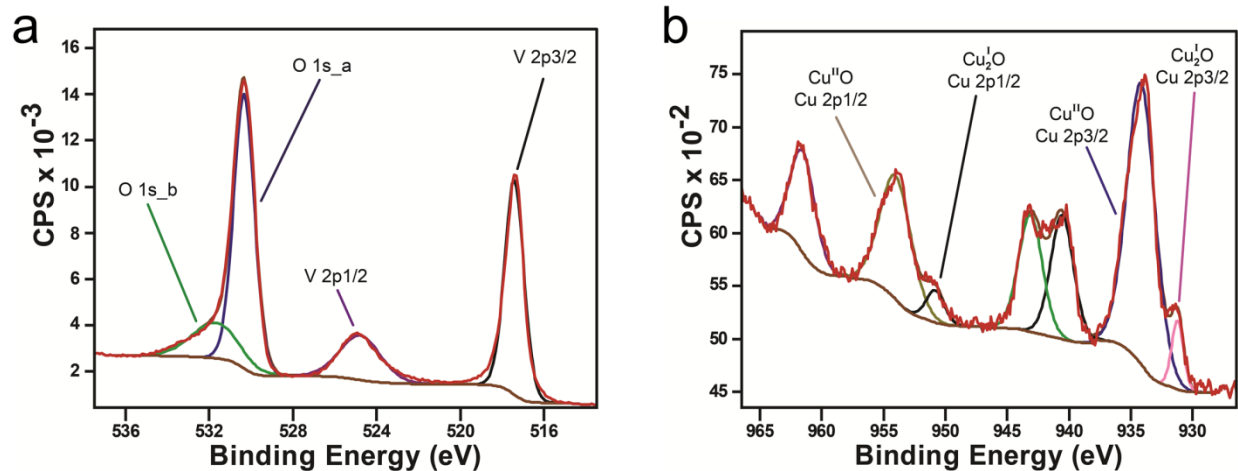 a
CPS x 10-3
16
14
12
10
8
6
4
2
O 1s_a
V 2p3/2
O 1s_b
V 2p1/2
536
532
528
524
520
516
Binding Energy (eV)
b
CPS x 10-2
75
70
65
60
55
50
45
CuIIO
Cu 2p1/2
CuI2O
Cu 2p1/2
CuIIO
Cu 2p3/2
CuI2O
Cu 2p3/2
965
960
955
950
945
940
935
930
Binding Energy (eV)